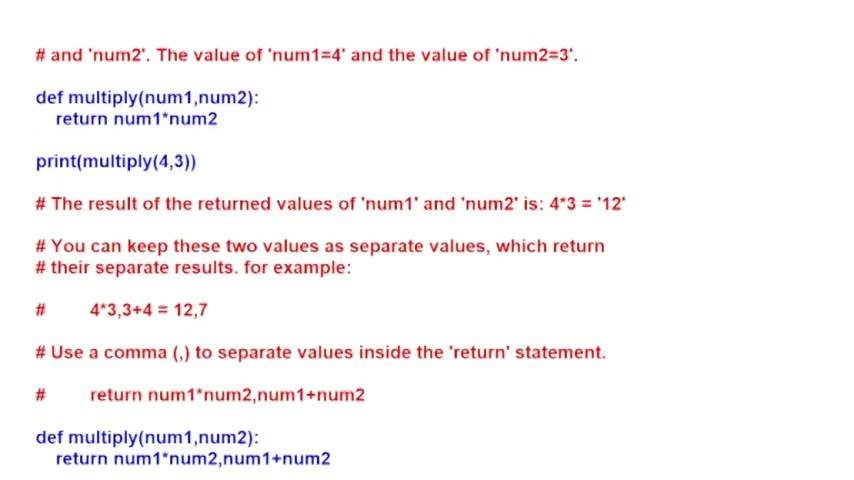 # and 'num2'. The value of 'num1=4' and the value of 'num2=3'.
def multiply(num1,num2):
    return num1*num2
print(multiply(4,3))
# The result of the returned values of 'num1' and 'num2' is: 4*3 = '12'
# You can keep these two values as separate values, which return
# their separate results. for example:
#       4*3,3+4 = 12,7
# Use a comma (,) to separate values inside the 'return' statement.
#       return num1*num2,num1+num2
def multiply(num1,num2):
    return num1*num2,num1+num2